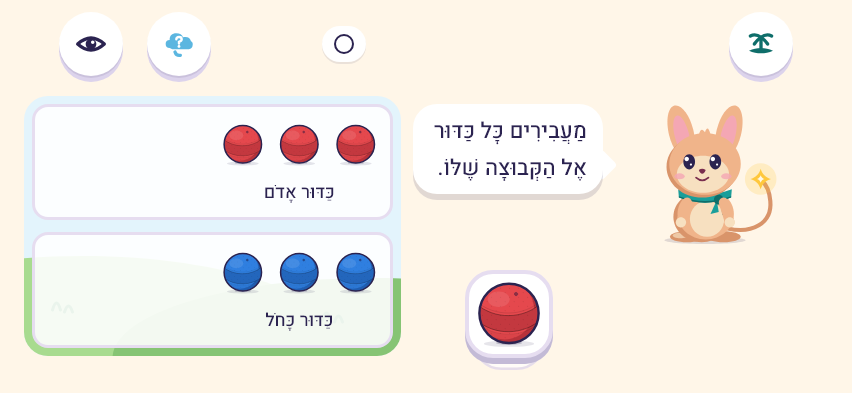 מַעֲבִירִים כׇּל כַּדּוּר
אֶל הַקְּבוּצָה שֶׁלּוֹ.
כַּדּוּר אָדֹם
כַּדּוּר כָּחֹל